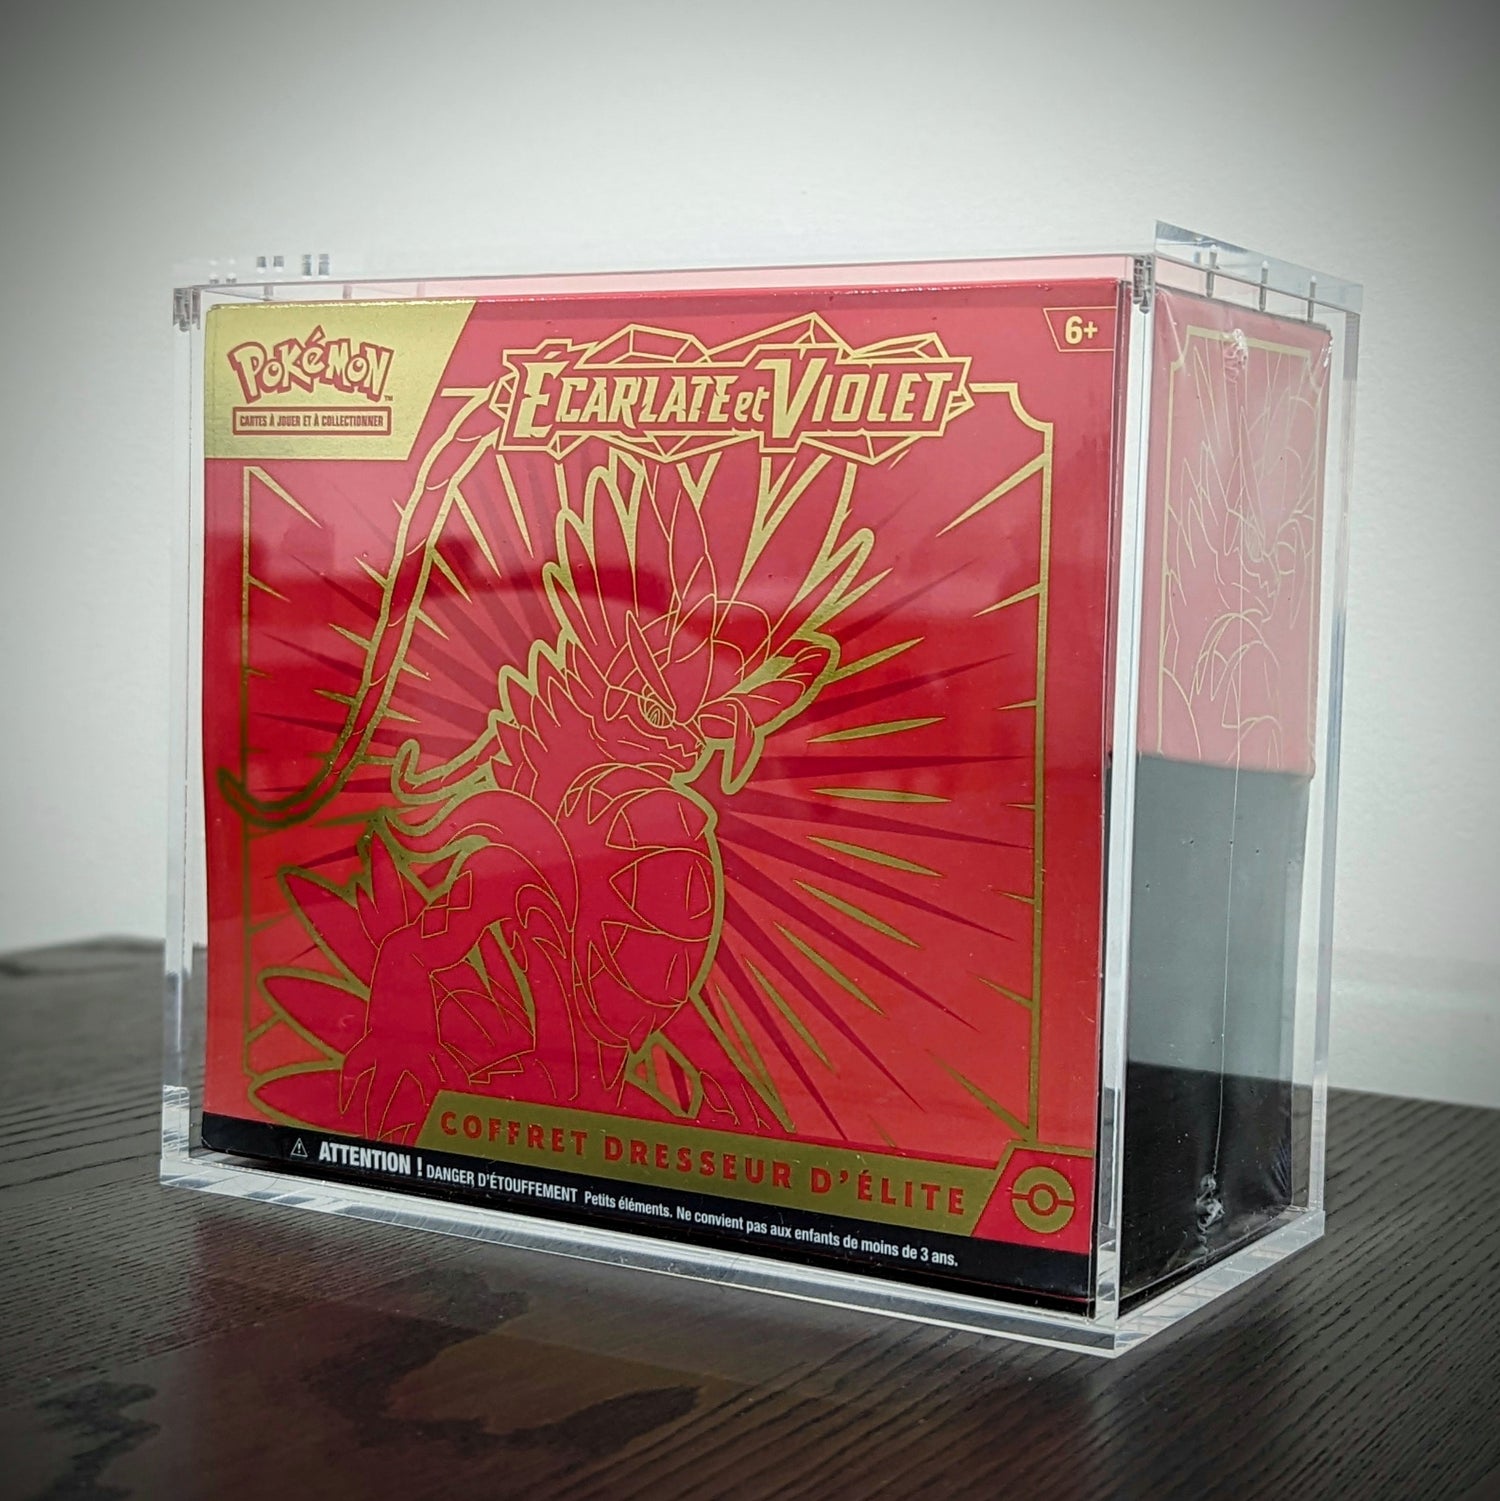 POKéMON
™
CARTES À JOUER ET À COLLECTIONNER
ÉCARLATE et VIOLET
6+
COFFRET DRESSEUR D'ÉLITE
⚠ ATTENTION ! DANGER D'ÉTOUFFEMENT Petits éléments. Ne convient pas aux enfants de moins de 3 ans.